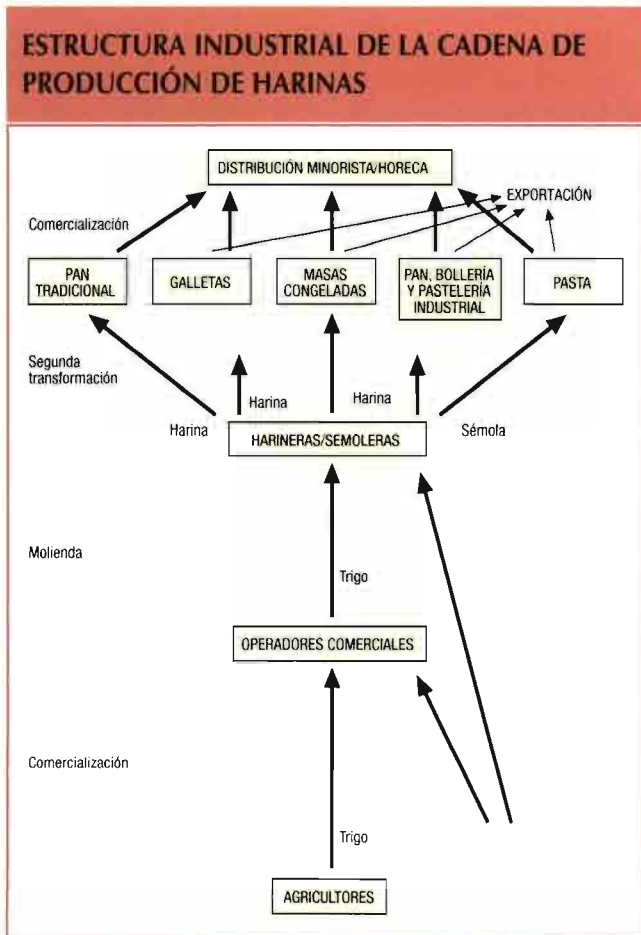 ESTRUCTURA INDUSTRIAL DE LA CADENA DE
PRODUCCIÓN DE HARINAS
DISTRIBUCIÓN MINORISTA/HORECA
EXPORTACIÓN
Comercialización
PAN
TRADICIONAL
GALLETAS
MASAS
CONGELADAS
PAN, BOLLERÍA
Y PASTELERÍA
INDUSTRIAL
PASTA
Segunda
transformación
Harina
Harina
Harina
Sémola
HARINERAS/SEMOLERAS
Molienda
Trigo
OPERADORES COMERCIALES
Comercialización
Trigo
AGRICULTORES